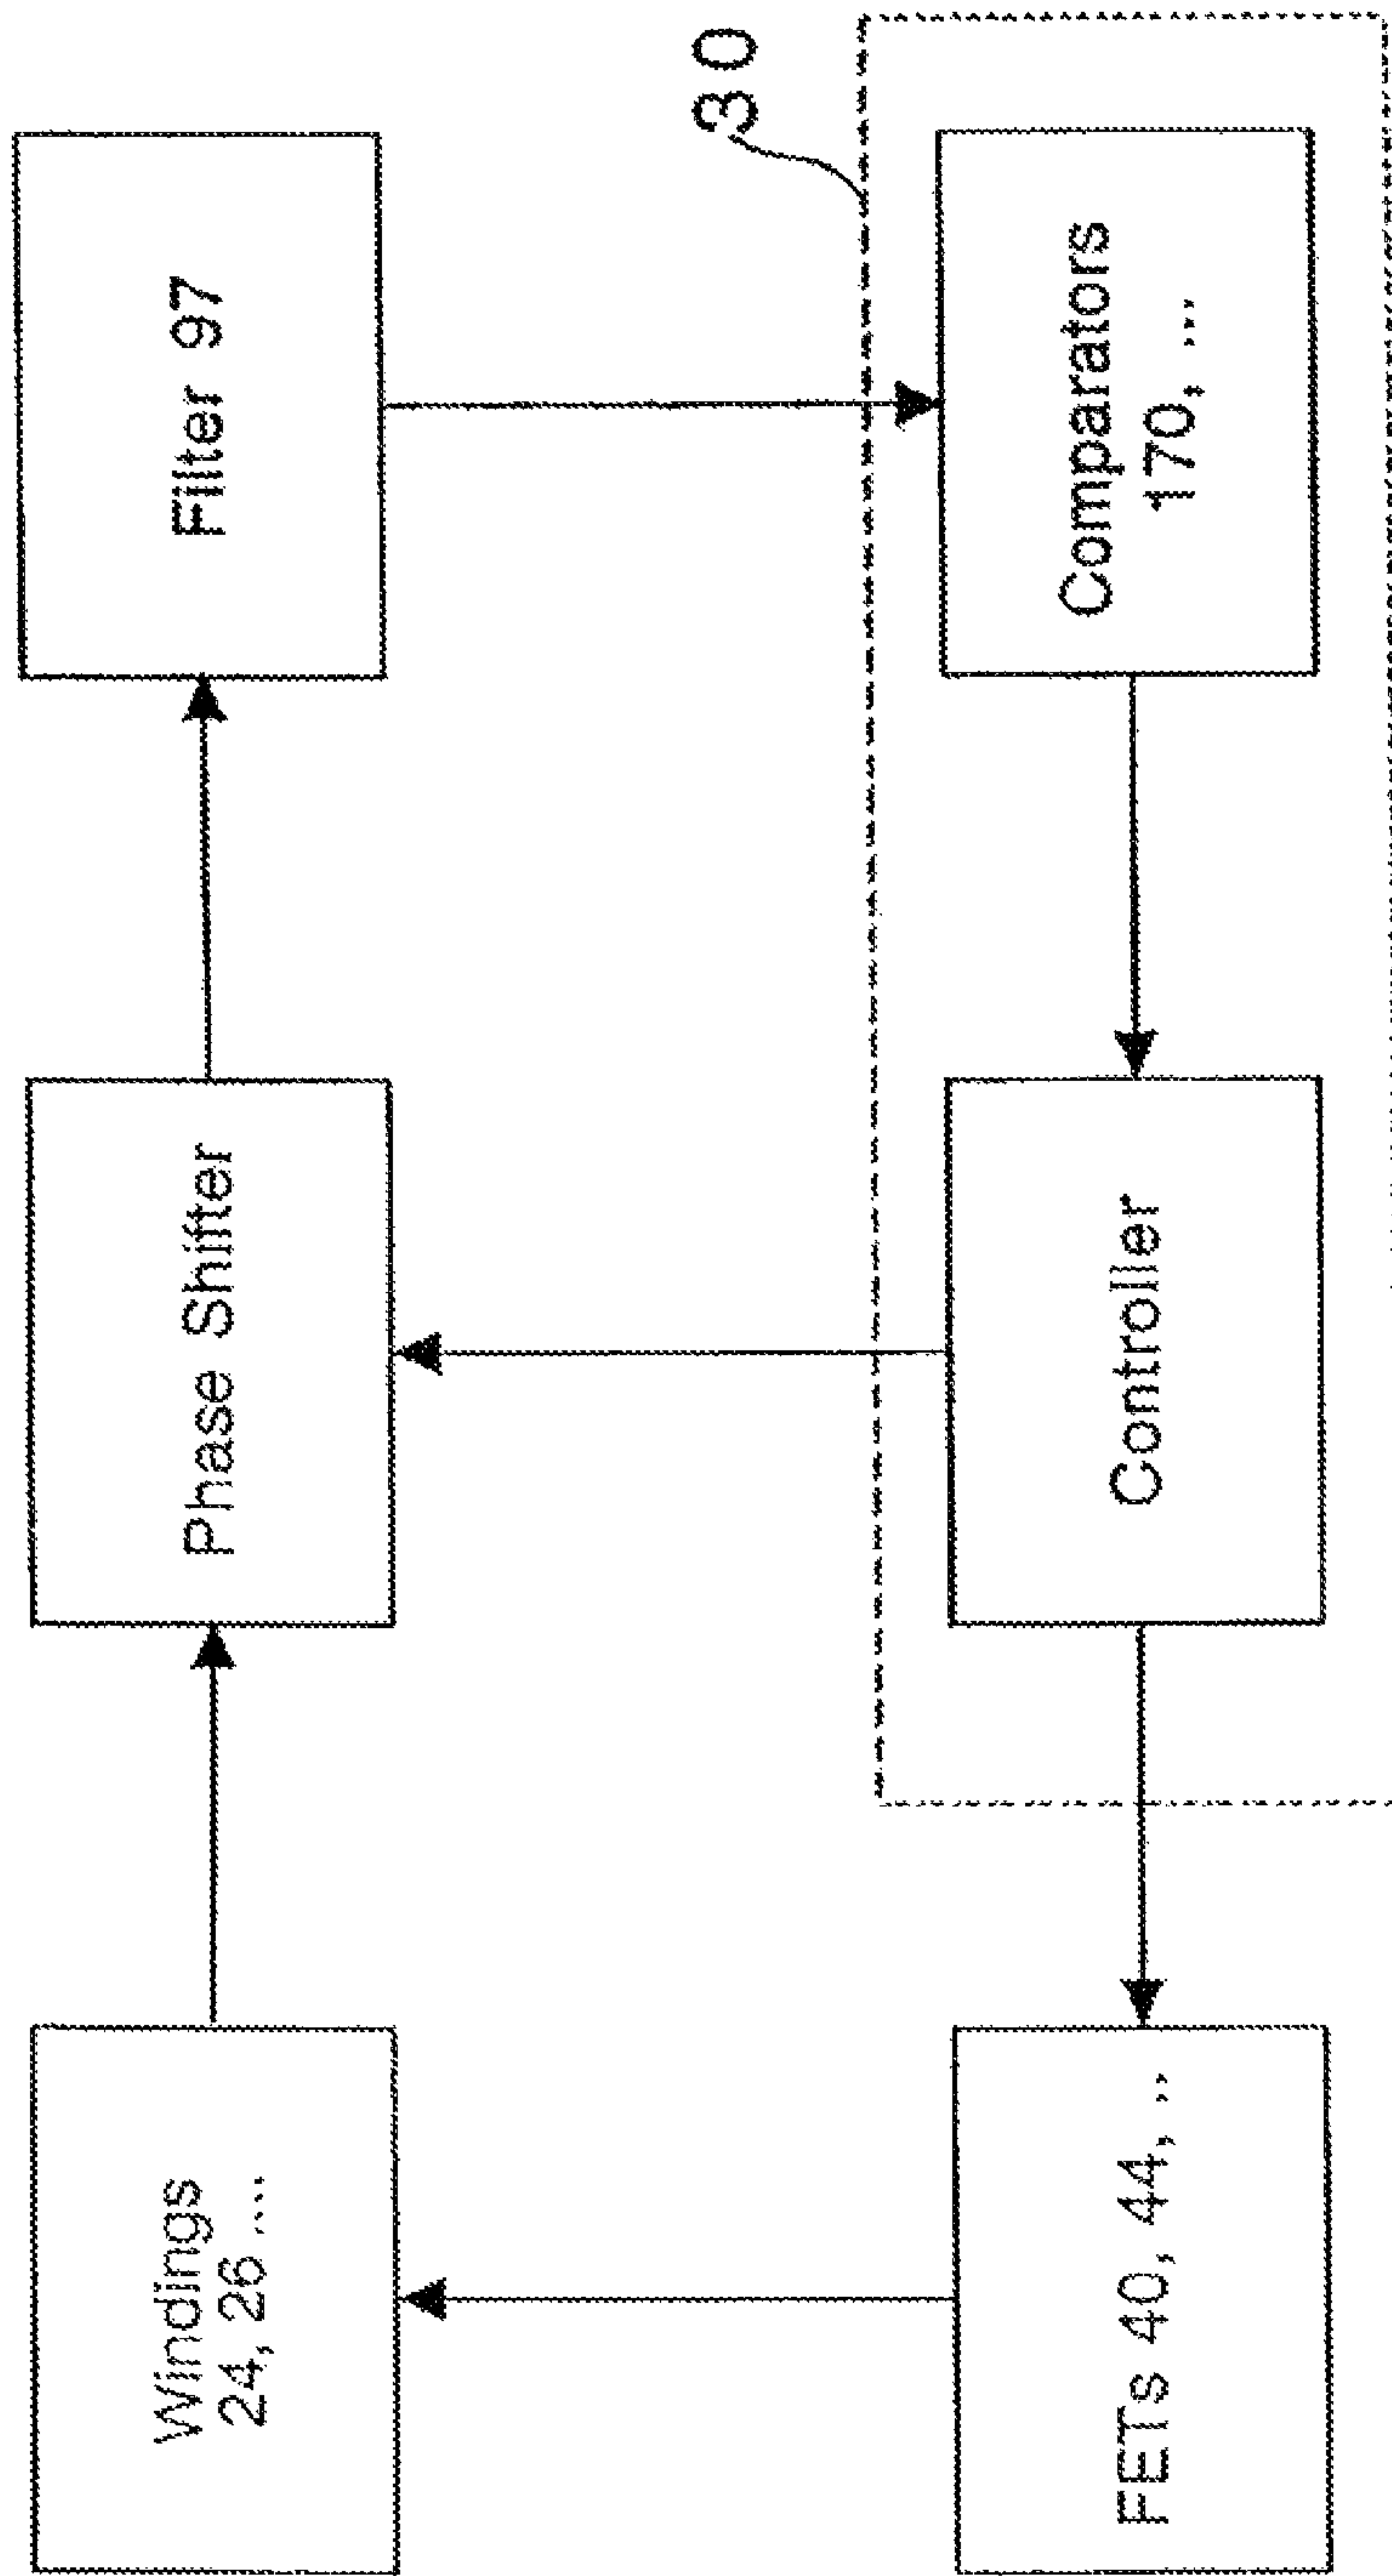 Windings
24, 26 ....
Phase Shifter
Filter 97
30
FETs 40, 44, ..
Controller
Comparators
170, ...